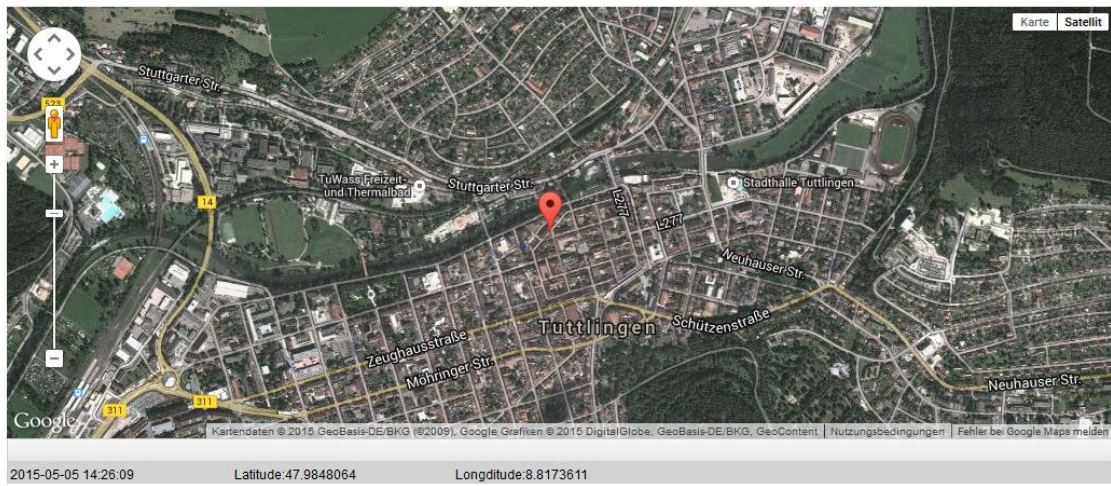 Karte Satellit
Stuttgarter Str.
523
14
TuWass Freizeit-
und Thermalbad
Stuttgarter Str.
Stadthalle Tuttlingen
L277
L277
Neuhauser Str.
Tuttlingen
Schützenstraße
Zeughausstraße
Möhringer Str.
Neuhauser Str.
311
311
Google
Kartendaten © 2015 GeoBasis-DE/BKG (©2009), Google Grafiken © 2015 DigitalGlobe, GeoBasis-DE/BKG, GeoContent Nutzungsbedingungen Fehler bei Google Maps melden
2015-05-05 14:26:09 Latitude:47.9848064 Longditude:8.8173611